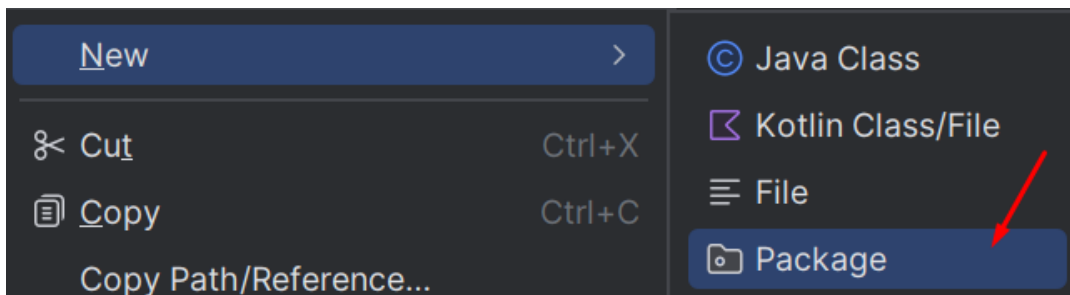 New
Cut Ctrl+X
Copy Ctrl+C
Copy Path/Reference...
Java Class
Kotlin Class/File
File
Package